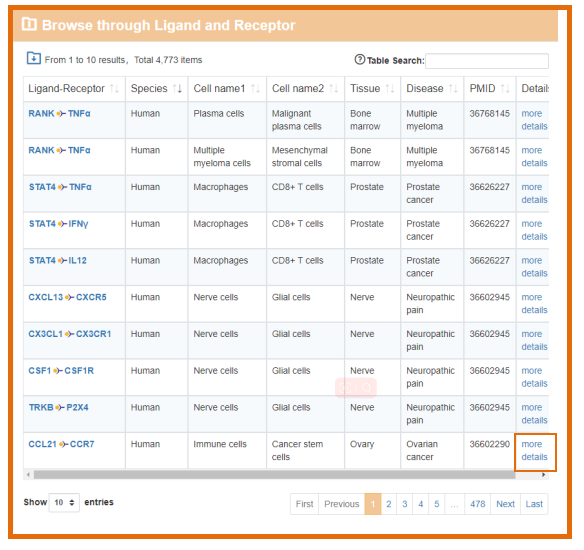 Browse through Ligand and Receptor
From 1 to 10 results, Total 4,773 items
Table Search:
Ligand-Receptor Species Cell name1 Cell name2 Tissue Disease PMID Details
RANK TNFα Human Plasma cells Malignant plasma cells Bone marrow Multiple myeloma 36768145 more details
RANK TNFα Human Multiple myeloma cells Mesenchymal stromal cells Bone marrow Multiple myeloma 36768145 more details
STAT4 TNFα Human Macrophages CD8+ T cells Prostate Prostate cancer 36626227 more details
STAT4 IFNγ Human Macrophages CD8+ T cells Prostate Prostate cancer 36626227 more details
STAT4 IL12 Human Macrophages CD8+ T cells Prostate Prostate cancer 36626227 more details
CXCL13 CXCR5 Human Nerve cells Glial cells Nerve Neuropathic pain 36602945 more details
CX3CL1 CX3CR1 Human Nerve cells Glial cells Nerve Neuropathic pain 36602945 more details
CSF1 CSF1R Human Nerve cells Glial cells Nerve Neuropathic pain 36602945 more details
TRKB P2X4 Human Nerve cells Glial cells Nerve Neuropathic pain 36602945 more details
CCL21 CCR7 Human Immune cells Cancer stem cells Ovary Ovarian cancer 36602290 more details
Show 10 entries
First Previous 1 2 3 4 5 ... 478 Next Last